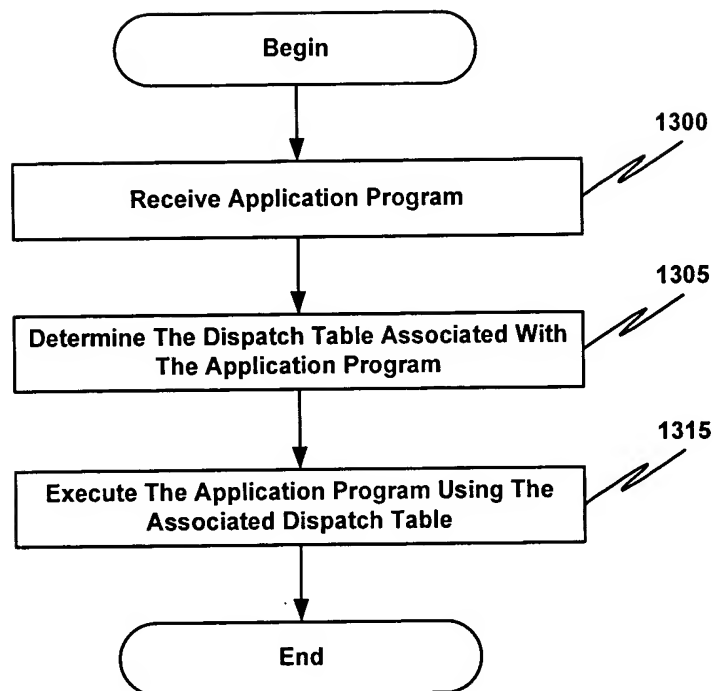 Begin
1300
Receive Application Program
1305
Determine The Dispatch Table Associated With
The Application Program
1315
Execute The Application Program Using The
Associated Dispatch Table
End